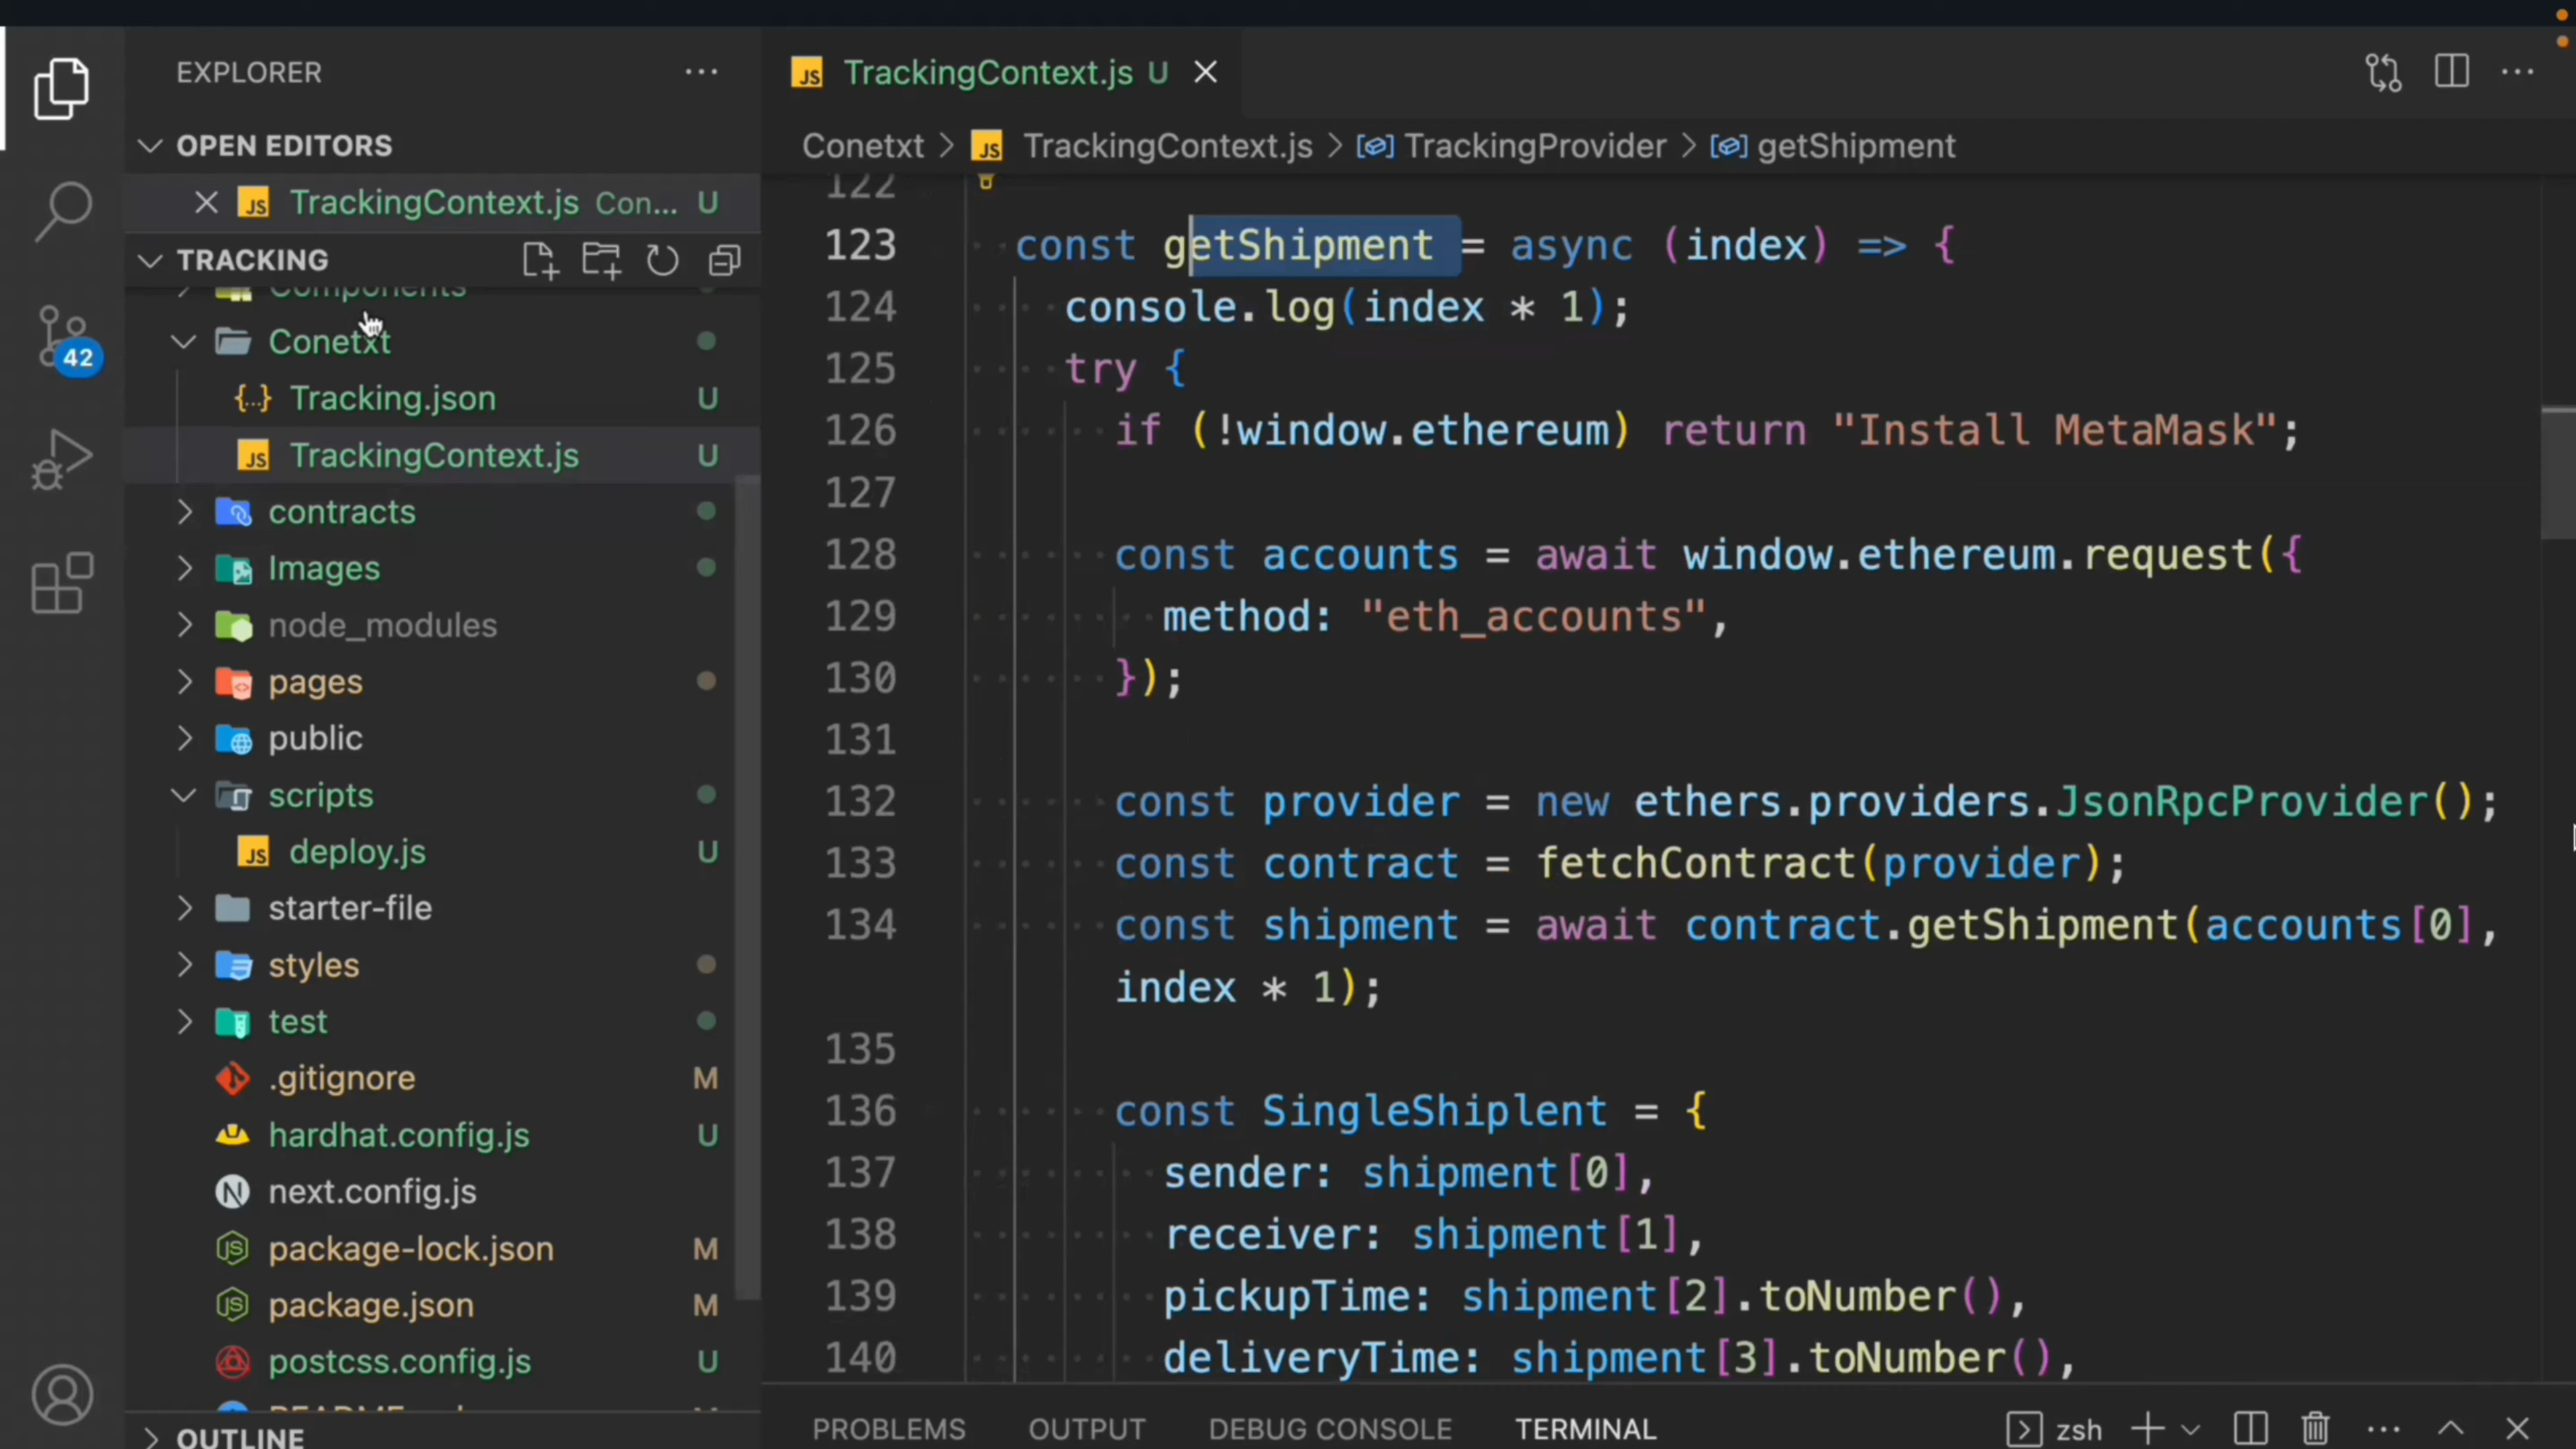 EXPLORER
OPEN EDITORS
TrackingContext.js Con... U
TRACKING
Components
Conetxt
Tracking.json U
TrackingContext.js U
contracts
Images
node_modules
pages
public
scripts
deploy.js U
starter-file
styles
test
.gitignore M
hardhat.config.js U
next.config.js
package-lock.json M
package.json M
postcss.config.js U
OUTLINE
42
TrackingContext.js U
Conetxt > TrackingContext.js > TrackingProvider > getShipment
122
123 const getShipment = async (index) => {
124 console.log(index * 1);
125 try {
126 if (!window.ethereum) return "Install MetaMask";
127
128 const accounts = await window.ethereum.request({
129 method: "eth_accounts",
130 });
131
132 const provider = new ethers.providers.JsonRpcProvider();
133 const contract = fetchContract(provider);
134 const shipment = await contract.getShipment(accounts[0],
index * 1);
135
136 const SingleShiplent = {
137 sender: shipment[0],
138 receiver: shipment[1],
139 pickupTime: shipment[2].toNumber(),
140 deliveryTime: shipment[3].toNumber(),
PROBLEMS OUTPUT DEBUG CONSOLE TERMINAL zsh